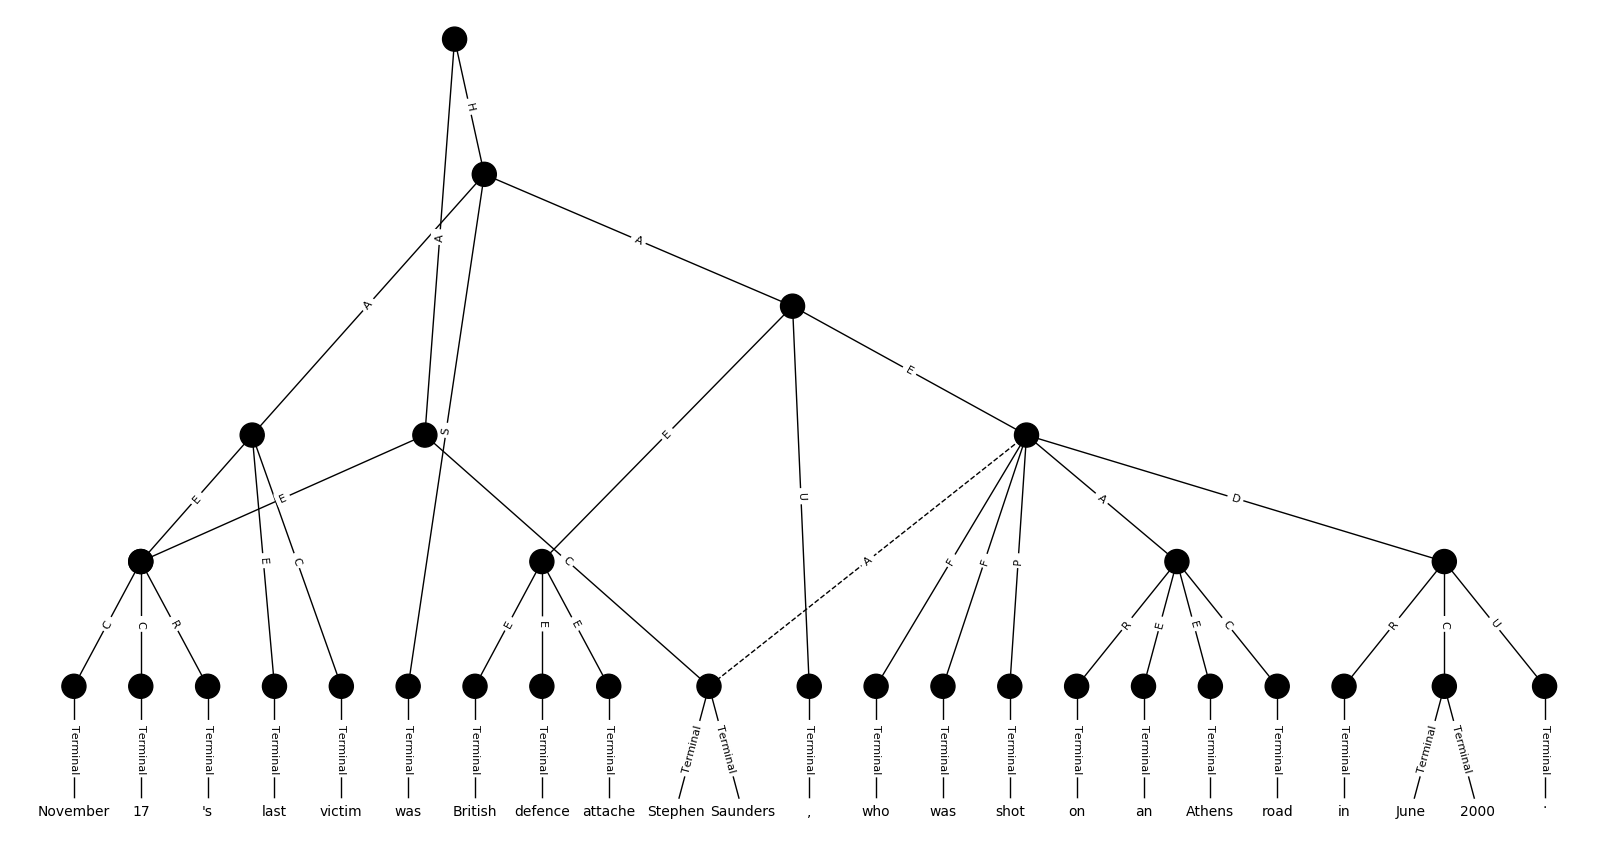 H
A
A
A
E
S
E
E
E
U
A
D
E
C
C
A
F
F
P
C
C
R
E
E
E
R
E
E
C
R
C
U
Terminal Terminal Terminal Terminal Terminal Terminal Terminal Terminal Terminal Terminal Terminal Terminal Terminal Terminal Terminal Terminal Terminal Terminal Terminal Terminal Terminal Terminal Terminal
November 17 's last victim was British defence attache Stephen Saunders , who was shot on an Athens road in June 2000 .